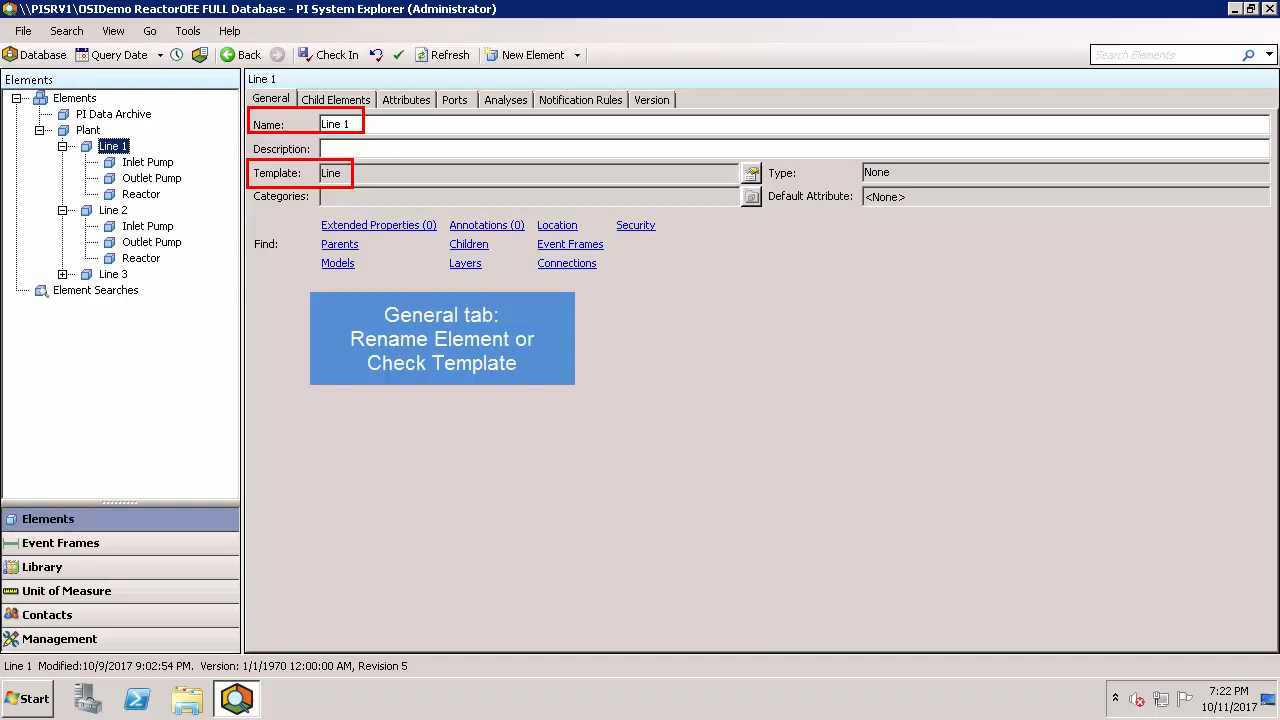 \\PISRV1\OSIDemo ReactorOEE FULL Database - PI System Explorer (Administrator)
File Search View Go Tools Help
Database Query Date Back Check In Refresh New Element Search Elements
Elements
Elements
PI Data Archive
Plant
Line 1
Inlet Pump
Outlet Pump
Reactor
Line 2
Inlet Pump
Outlet Pump
Reactor
Line 3
Element Searches
Elements
Event Frames
Library
Unit of Measure
Contacts
Management
Line 1
General Child Elements Attributes Ports Analyses Notification Rules Version
Name: Line 1
Description:
Template: Line Type: None
Categories: Default Attribute: <None>
Extended Properties (0) Annotations (0) Location Security
Find: Parents Children Event Frames
Models Layers Connections
General tab:
Rename Element or
Check Template
Line 1 Modified:10/9/2017 9:02:54 PM. Version: 1/1/1970 12:00:00 AM, Revision 5
Start
7:22 PM
10/11/2017